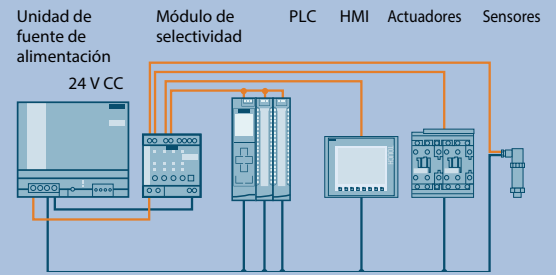 Unidad de
fuente de
alimentación
24 V CC
Módulo de
selectividad
PLC
HMI
Actuadores
Sensores